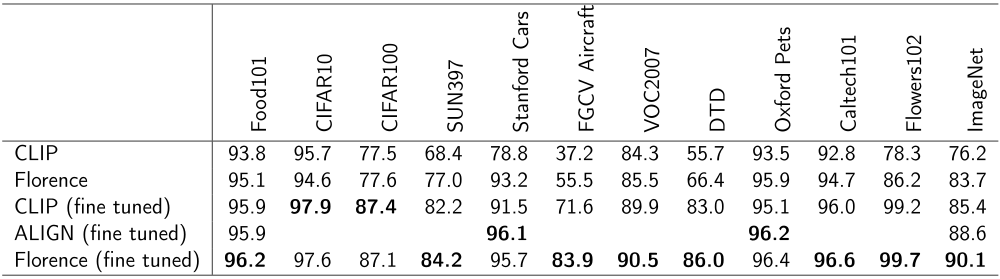 Food101 CIFAR10 CIFAR100 SUN397 Stanford Cars FGCV Aircraft VOC2007 DTD Oxford Pets Caltech101 Flowers102 ImageNet
CLIP 93.8 95.7 77.5 68.4 78.8 37.2 84.3 55.7 93.5 92.8 78.3 76.2
Florence 95.1 94.6 77.6 77.0 93.2 55.5 85.5 66.4 95.9 94.7 86.2 83.7
CLIP (fine tuned) 95.9 97.9 87.4 82.2 91.5 71.6 89.9 83.0 95.1 96.0 99.2 85.4
ALIGN (fine tuned) 95.9 96.1 96.2 88.6
Florence (fine tuned) 96.2 97.6 87.1 84.2 95.7 83.9 90.5 86.0 96.4 96.6 99.7 90.1